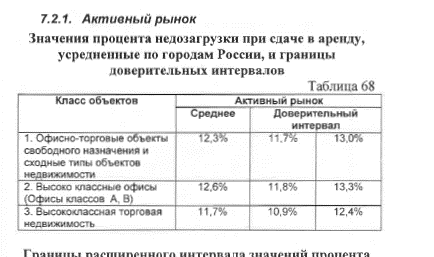 7.2.1. Активный рынок
Значения процента недозагрузки при сдаче в аренду,
усредненные по городам России, и границы
доверительных интервалов
Таблица 68
Класс объектов
Активный рынок
Среднее
Доверительный
интервал
1. Офисно-торговые объекты
свободного назначения и
сходные типы объектов
недвижимости
12,3%
11,7%
13,0%
2. Высоко классные офисы
(Офисы классов А, В)
12,6%
11,8%
13,3%
3. Высококлассная торговая
недвижимость
11,7%
10,9%
12,4%
Границы расширенного интервала значений процента